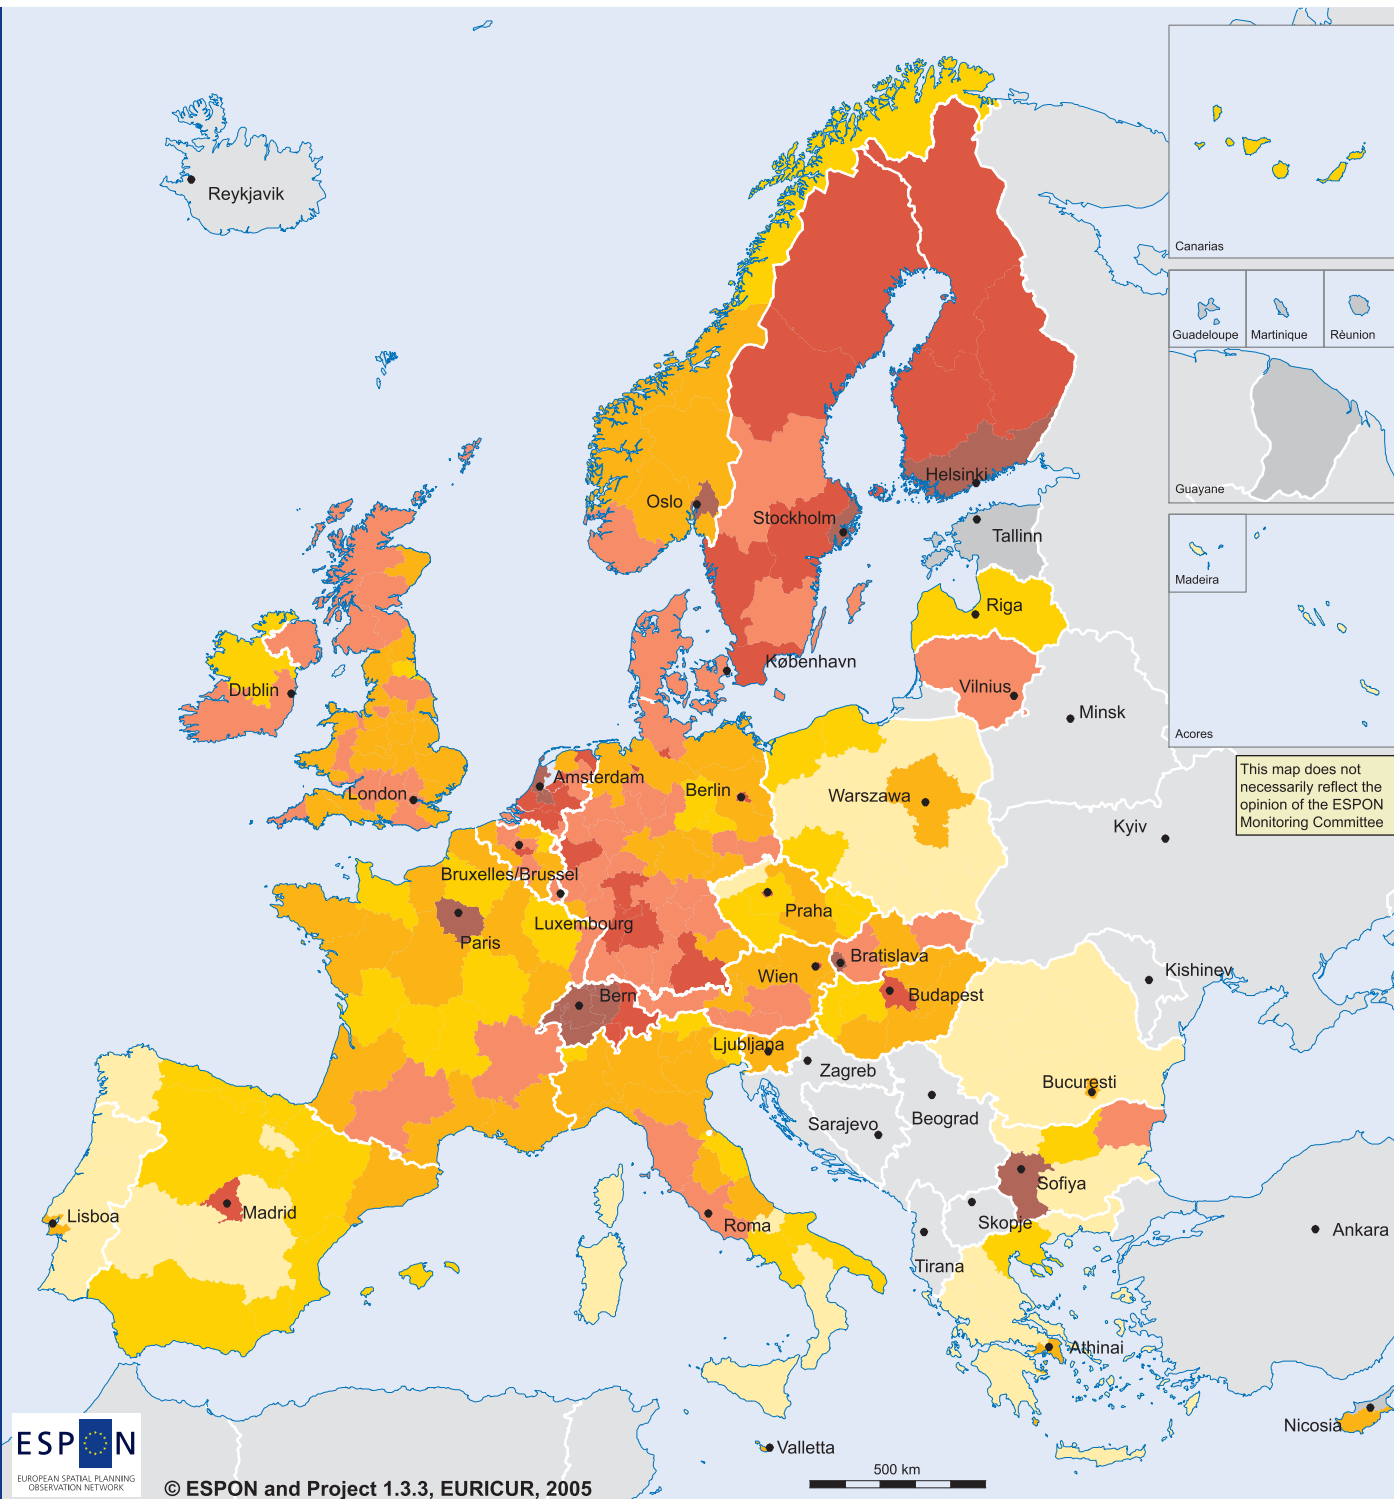 Reykjavik
Canarias
Guadeloupe
Martinique
Rèunion
Guayane
Helsinki
Oslo
Stockholm
Tallinn
Madeira
Riga
København
Dublin
Vilnius
Minsk
Acores
This map does not
necessarily reflect the
opinion of the ESPON
Monitoring Committee
Amsterdam
London
Berlin
Warszawa
Kyiv
Bruxelles/Brussel
Praha
Luxembourg
Paris
Bratislava
Wien
Kishinev
Bern
Budapest
Ljubljana
Zagreb
Bucuresti
Sarajevo
Beograd
Sofiya
Lisboa
Madrid
Roma
Skopje
Ankara
Tirana
Athinai
Nicosia
Valletta
ESPON
EUROPEAN SPATIAL PLANNING
OBSERVATION NETWORK
500 km
© ESPON and Project 1.3.3, EURICUR, 2005